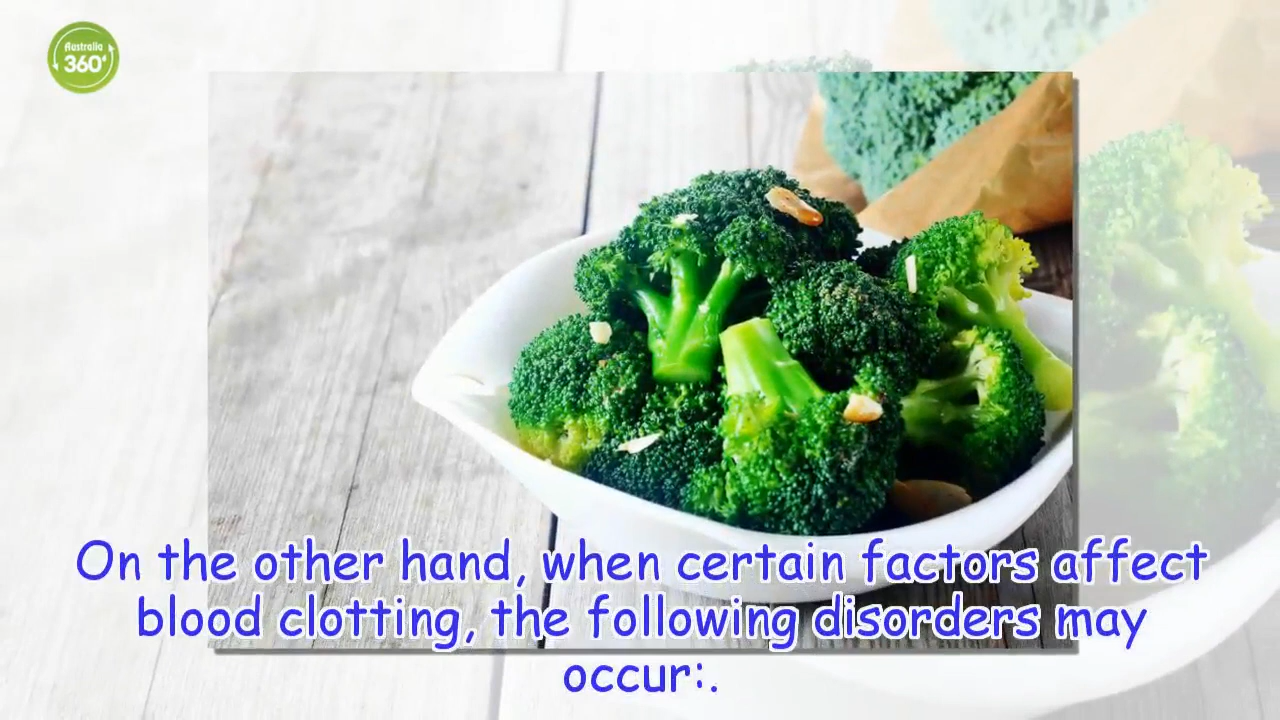 Australia
360°
On the other hand, when certain factors affect
blood clotting, the following disorders may
occur:.